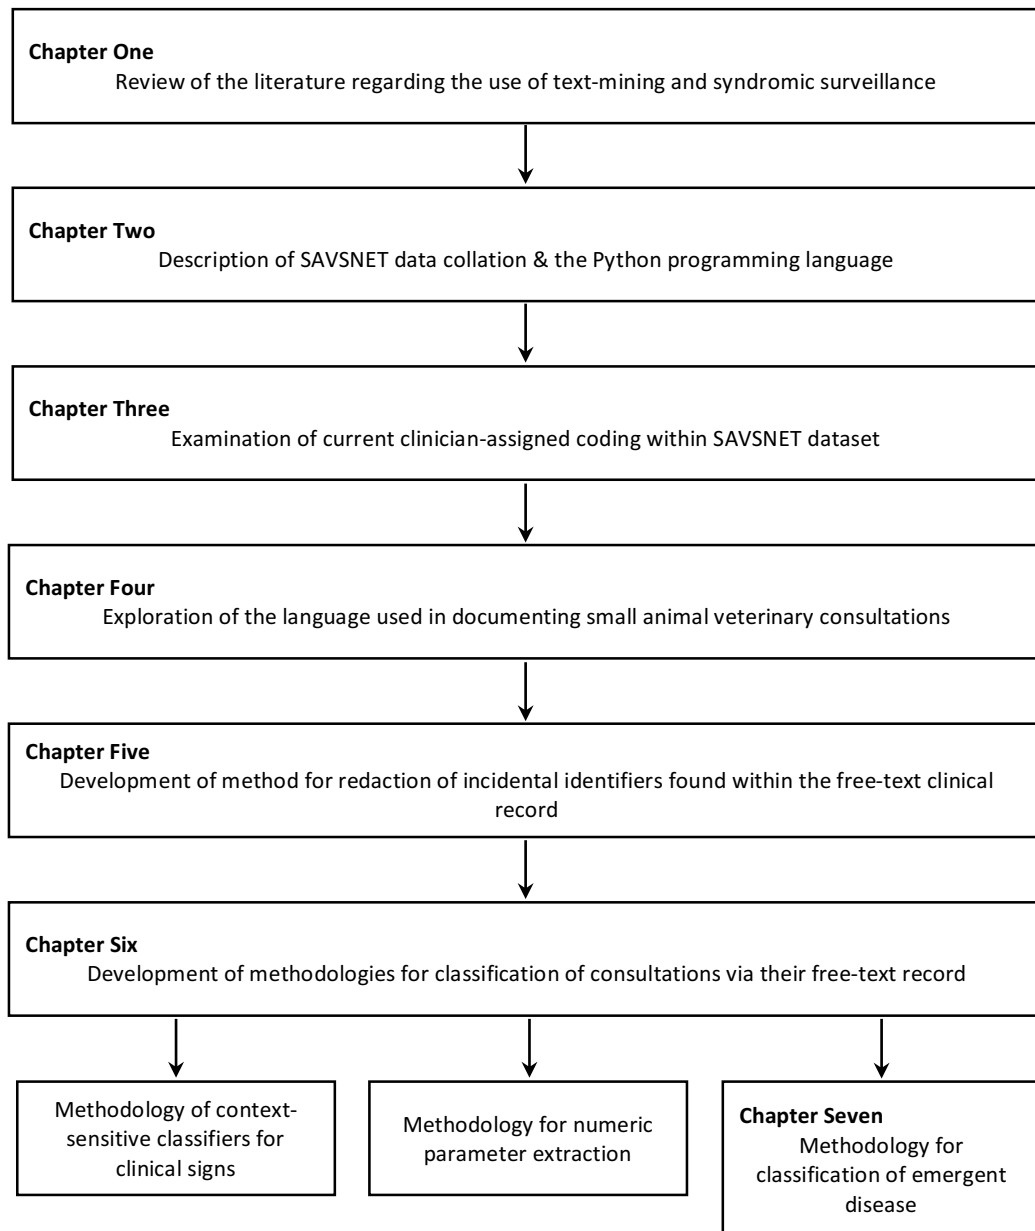 Chapter One
Review of the literature regarding the use of text-mining and syndromic surveillance
Chapter Two
Description of SAVSNET data collation & the Python programming language
Chapter Three
Examination of current clinician-assigned coding within SAVSNET dataset
Chapter Four
Exploration of the language used in documenting small animal veterinary consultations
Chapter Five
Development of method for redaction of incidental identifiers found within the free-text clinical
record
Chapter Six
Development of methodologies for classification of consultations via their free-text record
Methodology of context-
sensitive classifiers for
clinical signs
Methodology for numeric
parameter extraction
Chapter Seven
Methodology for
classification of emergent
disease